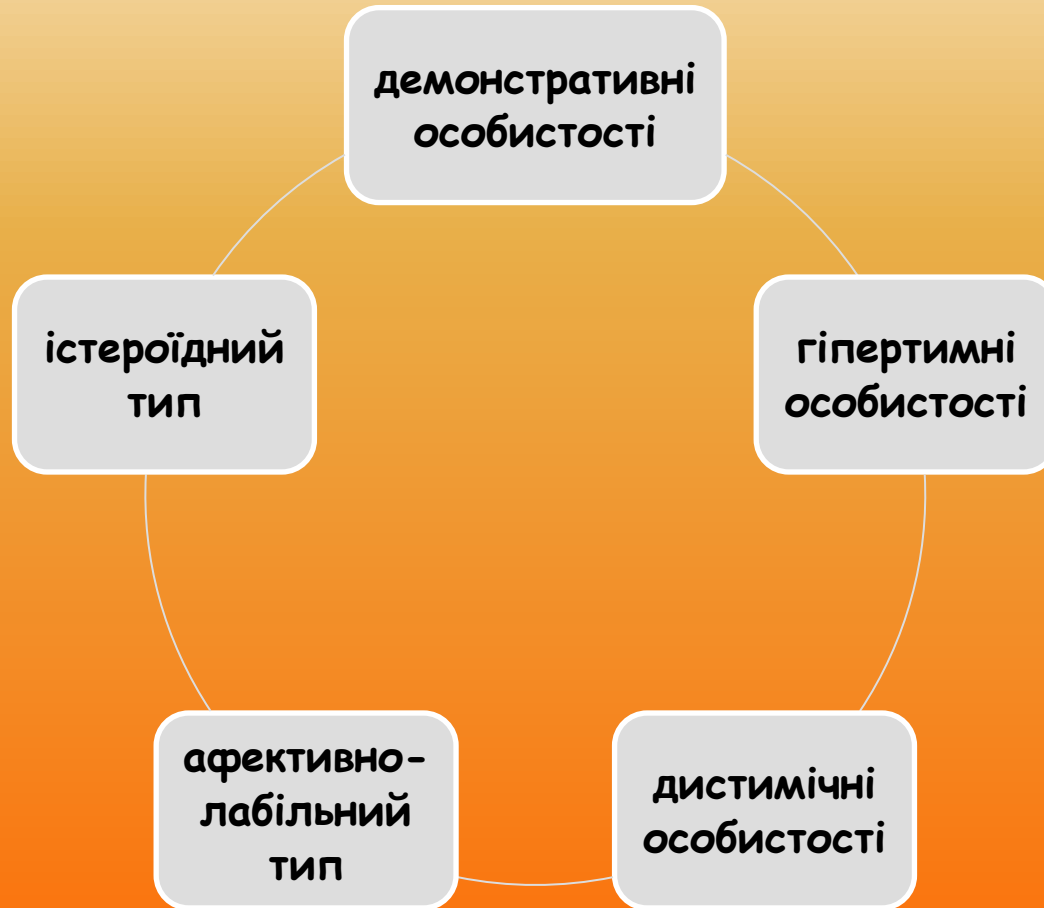 демонстративні
особистості
істероїдний
тип
гіпертимні
особистості
афективно-
лабільний
тип
дистимічні
особистості